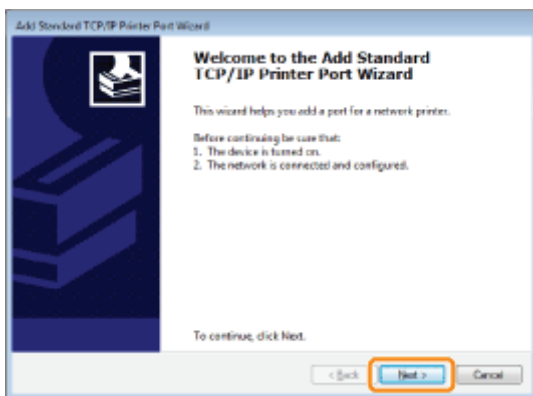 Add Standard TCP/IP Printer Port Wizard
Welcome to the Add Standard
TCP/IP Printer Port Wizard
This wizard helps you add a port for a network printer.
Before continuing be sure that:
1. The device is turned on.
2. The network is connected and configured.
To continue, click Next.
< Back
Next >
Cancel